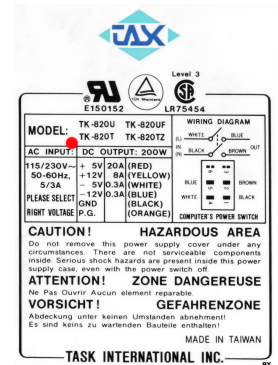 TASK
Level 3
TÜV Rheinland
E150152 LR75454
MODEL: TK-820U TK-820UF
TK-820T TK-820TZ
WIRING DIAGRAM
(L) WHITE BLUE
IN OUT
(N) BLACK BROWN
AC INPUT: DC OUTPUT: 200W
115/230V~ + 5V 20A (RED)
50-60Hz, +12V 8A (YELLOW)
5/3A - 5V 0.3A (WHITE)
PLEASE SELECT -12V 0.3A (BLUE)
GND (BLACK)
RIGHT VOLTAGE P.G. (ORANGE)
BLUE BROWN
WHITE BLACK
COMPUTER'S POWER SWITCH
CAUTION! HAZARDOUS AREA
Do not remove this power supply cover under any
circumstances. There are not serviceable components
inside. Serious shock hazards are present inside this power
supply case, even with the power switch off.
ATTENTION! ZONE DANGEREUSE
Ne Pas Ouvrir Aucun element reparable.
VORSICHT! GEFAHRENZONE
Abdeckung unter keinen Umstanden abnehmen!
Es sind keins zu wartenden Bauteile enthalten!
MADE IN TAIWAN
TASK INTERNATIONAL INC.
BY